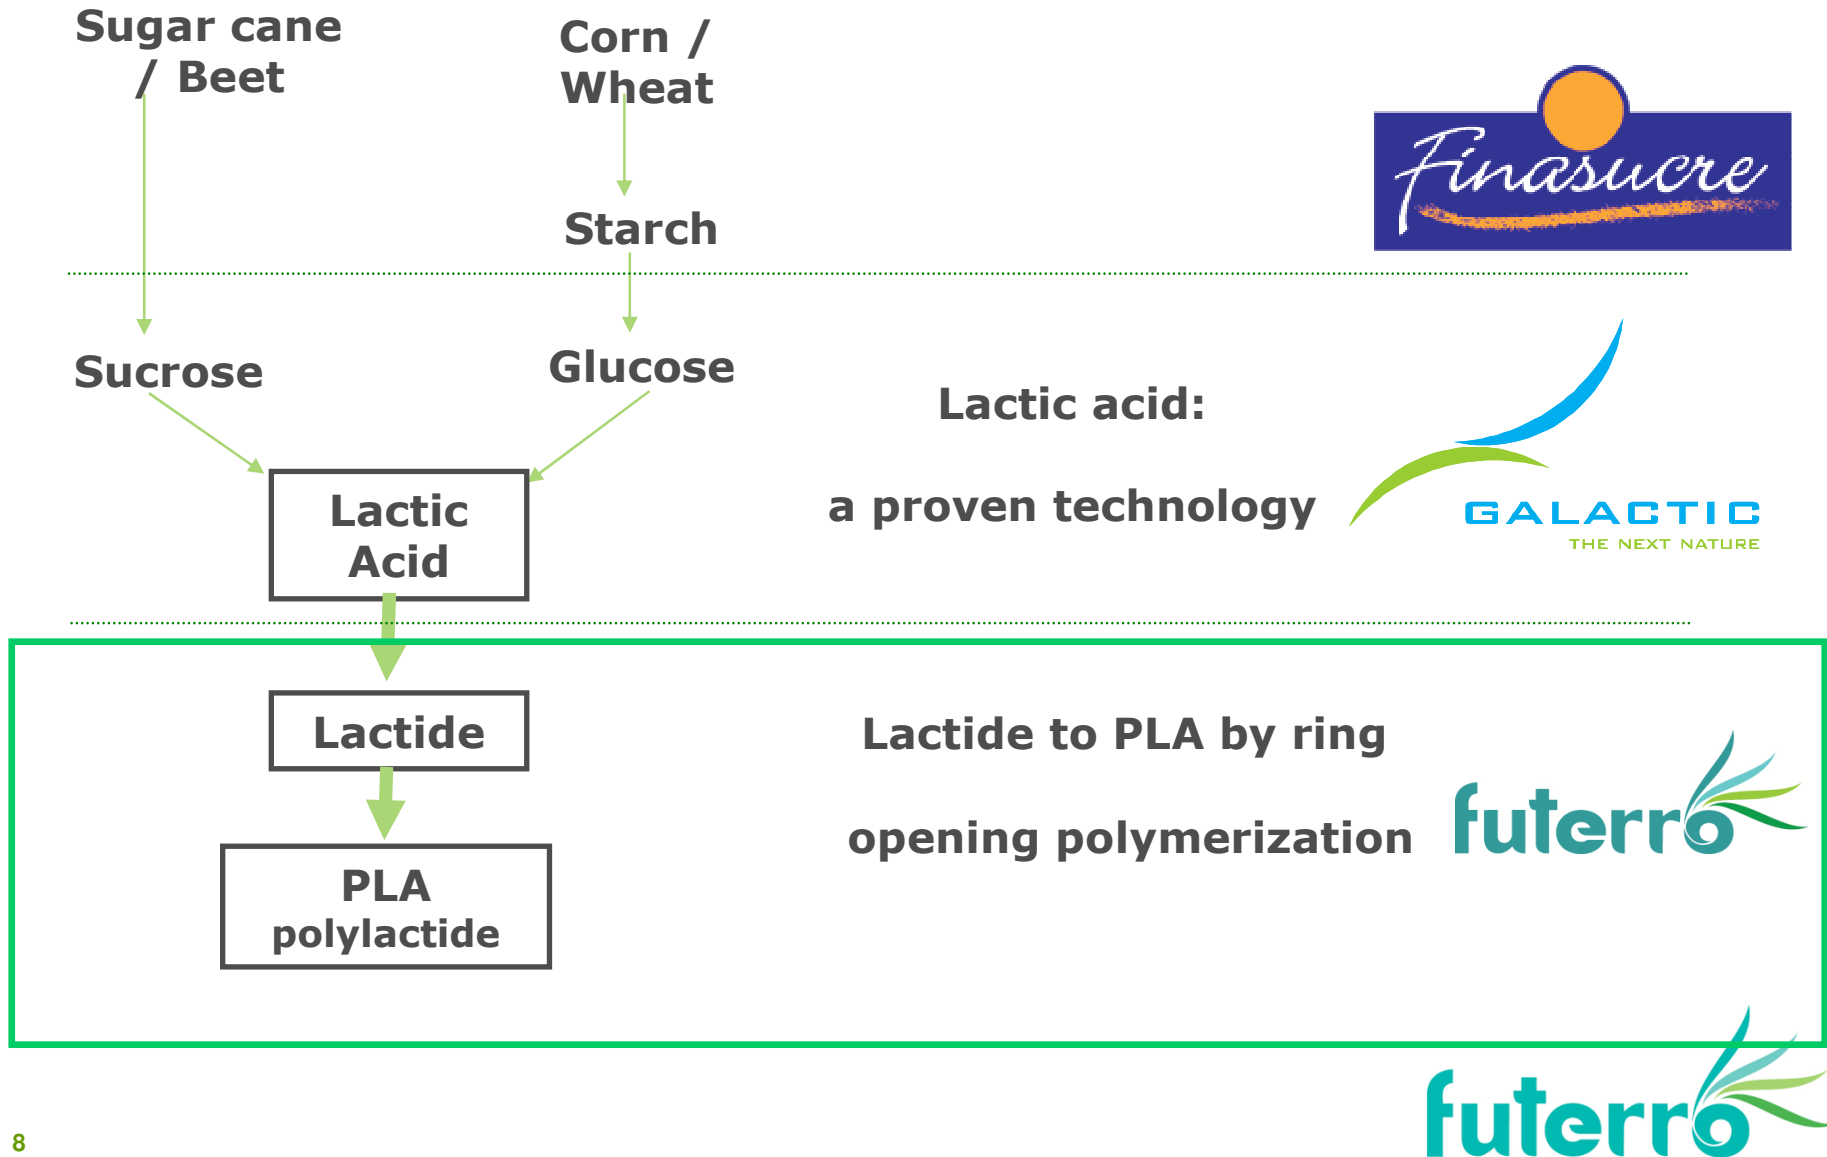 Sugar cane
/ Beet
Corn /
Wheat
Finasucre
Starch
Sucrose
Glucose
Lactic acid:
a proven technology
GALACTIC
THE NEXT NATURE
Lactic
Acid
Lactide
Lactide to PLA by ring
opening polymerization
futerro
PLA
polylactide
futerro
8